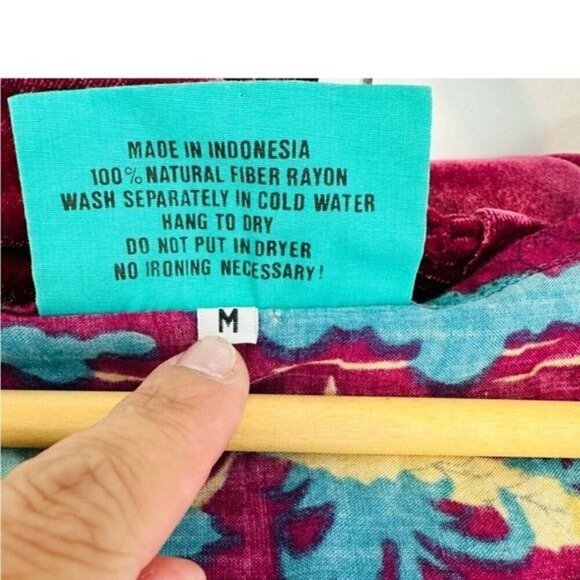 MADE IN INDONESIA
100% NATURAL FIBER RAYON
WASH SEPARATELY IN COLD WATER
HANG TO DRY
DO NOT PUT IN DRYER
NO IRONING NECESSARY!
M